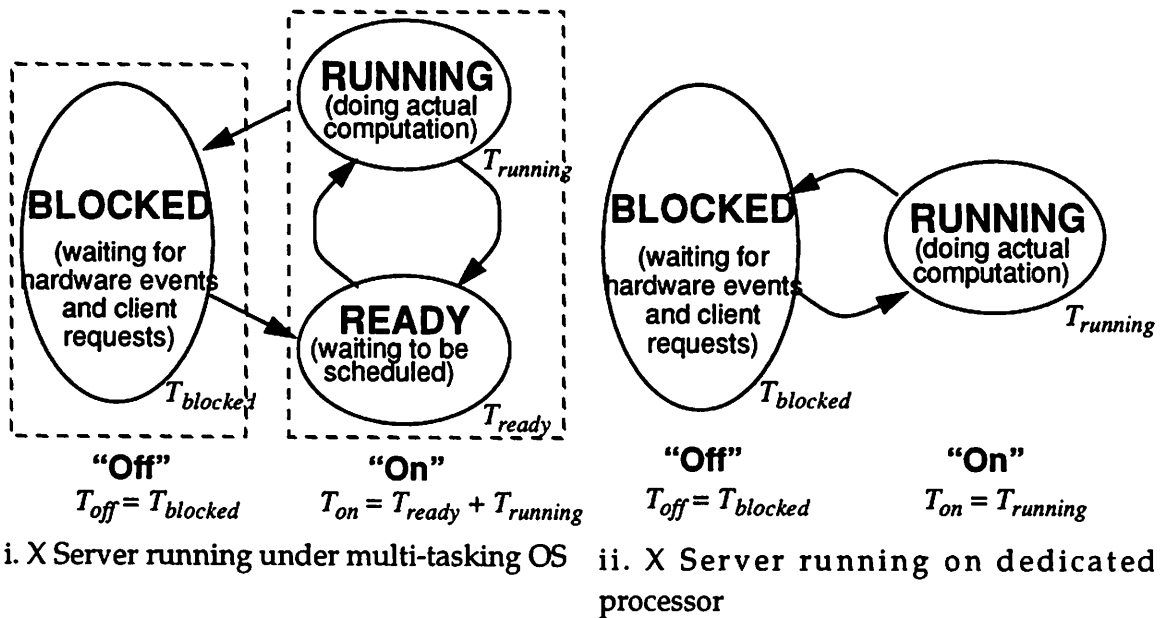 RUNNING
(doing actual
computation)
T_running
BLOCKED
(waiting for
hardware events
and client
requests)
T_blocked
READY
(waiting to be
scheduled)
T_ready
“Off”
T_off = T_blocked
“On”
T_on = T_ready + T_running
i. X Server running under multi-tasking OS
BLOCKED
(waiting for
hardware events
and client
requests)
T_blocked
RUNNING
(doing actual
computation)
T_running
“Off”
T_off = T_blocked
“On”
T_on = T_running
ii. X Server running on dedicated
processor